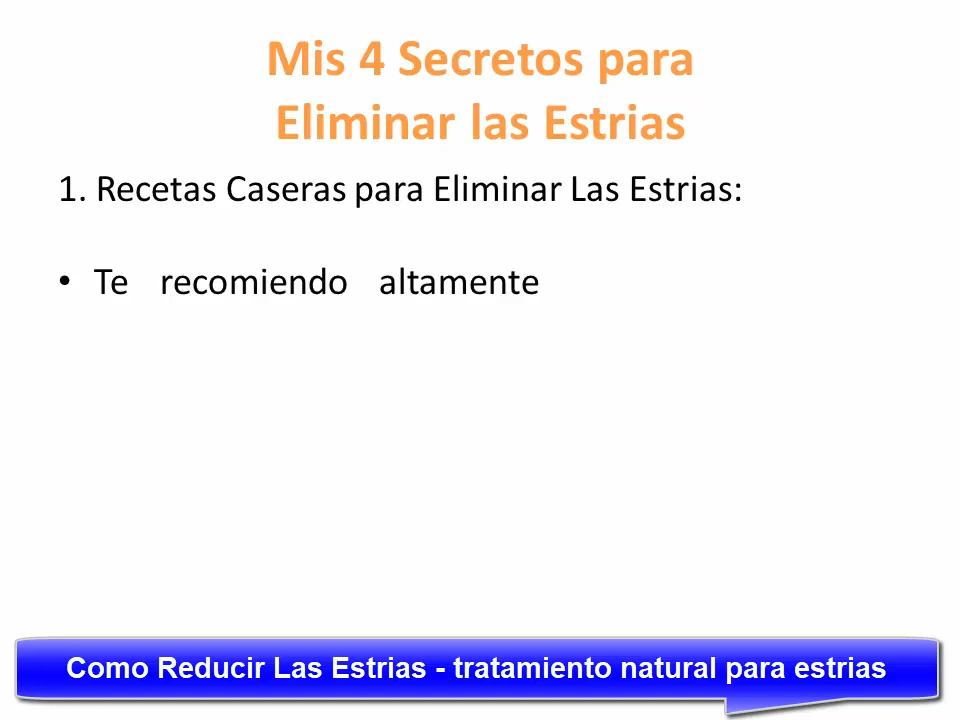 Mis 4 Secretos para
Eliminar las Estrias
1. Recetas Caseras para Eliminar Las Estrias:
• Te recomiendo altamente
Como Reducir Las Estrias - tratamiento natural para estrias